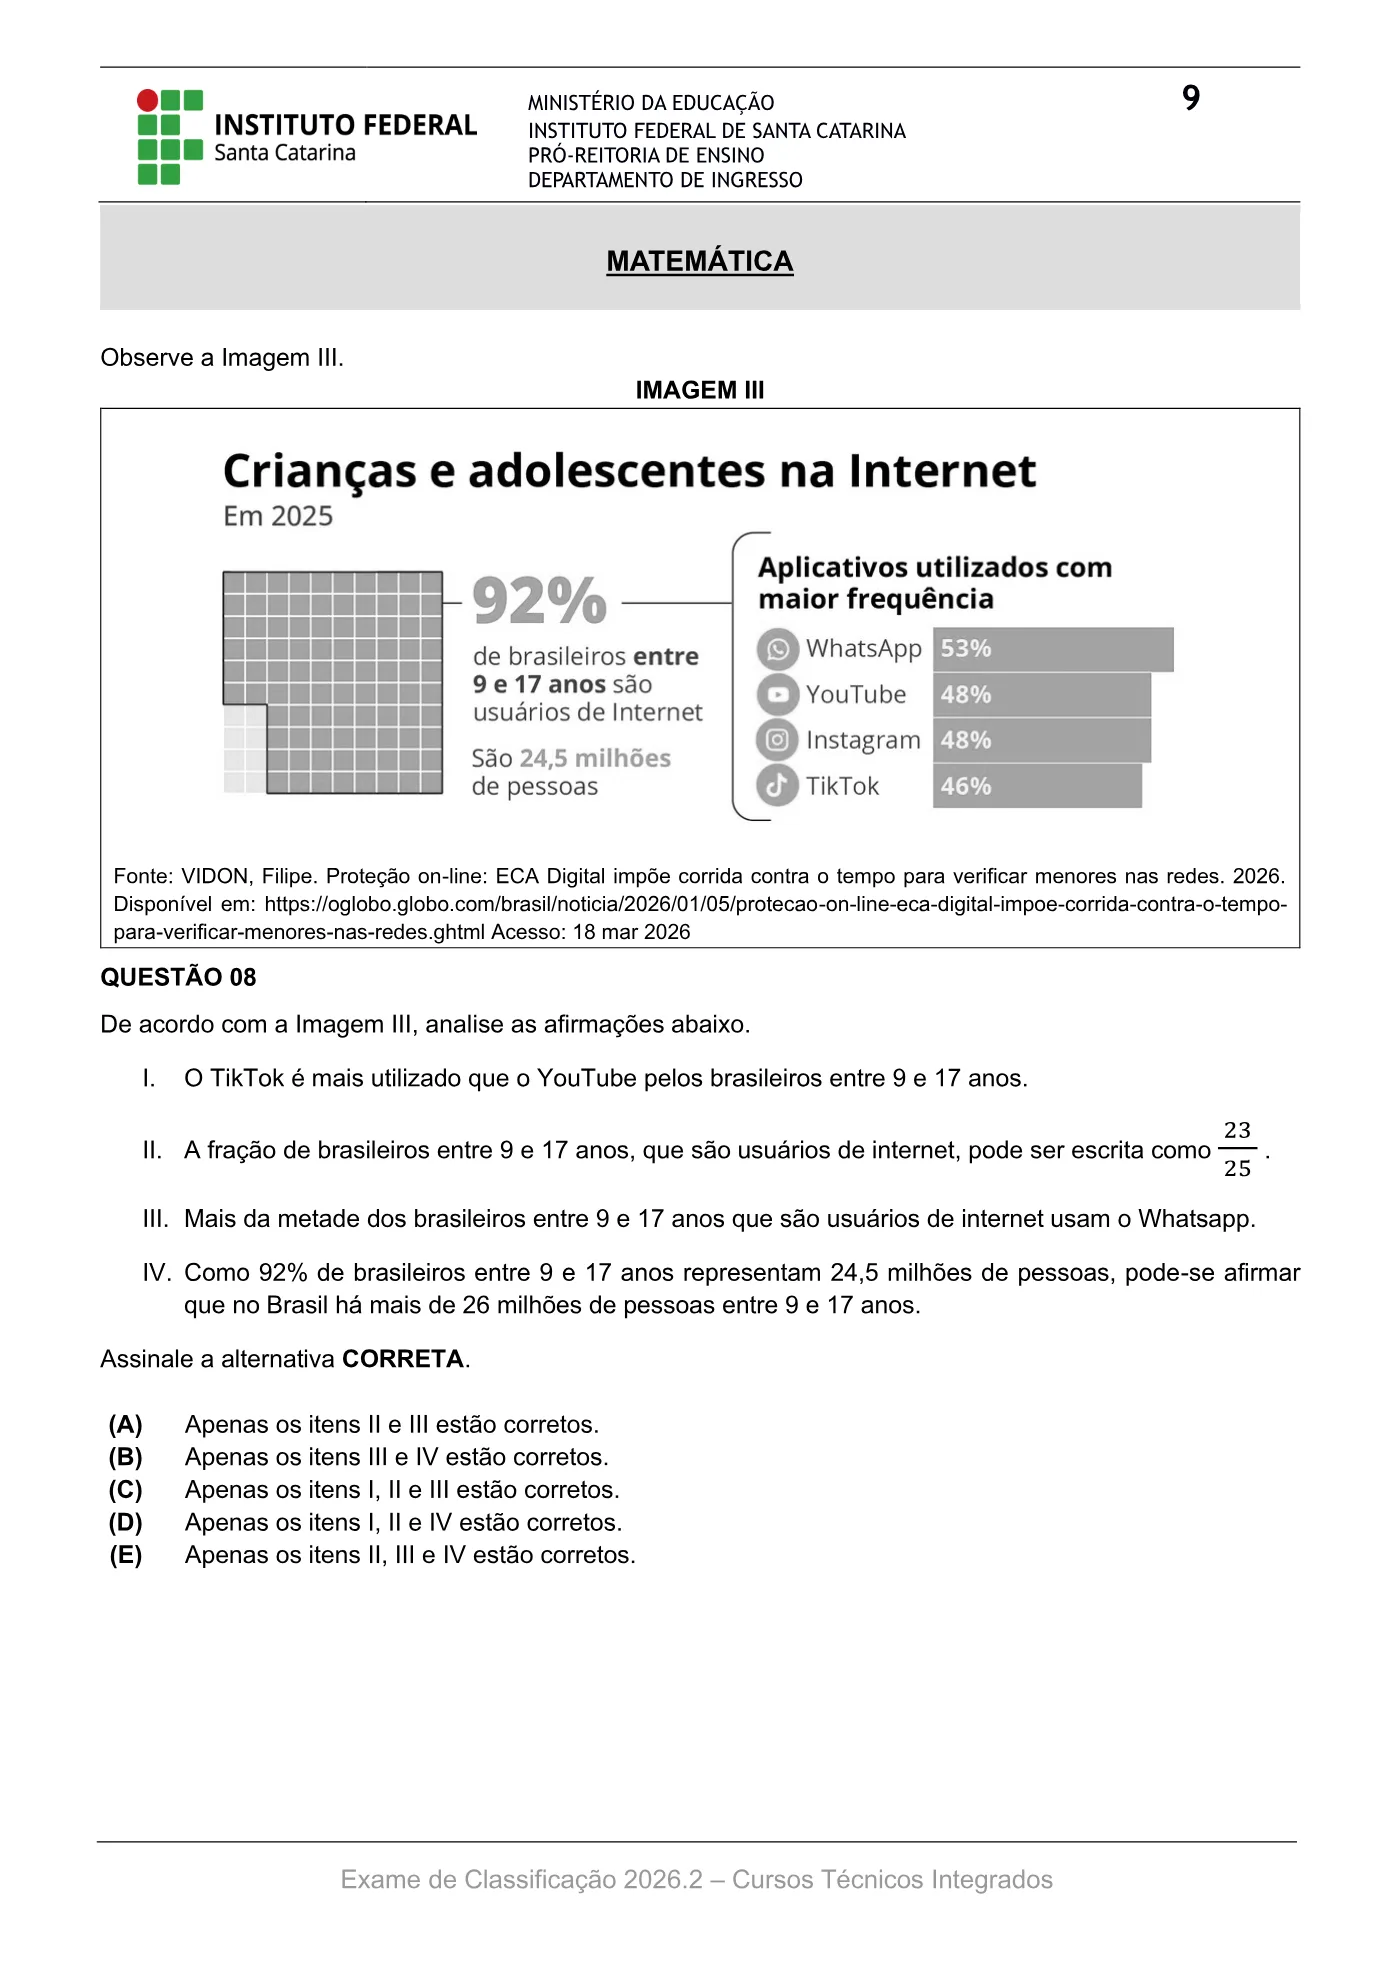 INSTITUTO FEDERAL
Santa Catarina
MINISTÉRIO DA EDUCAÇÃO
INSTITUTO FEDERAL DE SANTA CATARINA
PRÓ-REITORIA DE ENSINO
DEPARTAMENTO DE INGRESSO
9
MATEMÁTICA
Observe a Imagem III.
IMAGEM III
Crianças e adolescentes na Internet
Em 2025
92%
de brasileiros entre
9 e 17 anos são
usuários de Internet
São 24,5 milhões
de pessoas
Aplicativos utilizados com
maior frequência
WhatsApp 53%
YouTube 48%
Instagram 48%
TikTok 46%
Fonte: VIDON, Filipe. Proteção on-line: ECA Digital impõe corrida contra o tempo para verificar menores nas redes. 2026.
Disponível em: https://oglobo.globo.com/brasil/noticia/2026/01/05/protecao-on-line-eca-digital-impoe-corrida-contra-o-tempo-
para-verificar-menores-nas-redes.ghtml Acesso: 18 mar 2026
QUESTÃO 08
De acordo com a Imagem III, analise as afirmações abaixo.
I. O TikTok é mais utilizado que o YouTube pelos brasileiros entre 9 e 17 anos.
II. A fração de brasileiros entre 9 e 17 anos, que são usuários de internet, pode ser escrita como 23/25 .
III. Mais da metade dos brasileiros entre 9 e 17 anos que são usuários de internet usam o Whatsapp.
IV. Como 92% de brasileiros entre 9 e 17 anos representam 24,5 milhões de pessoas, pode-se afirmar
que no Brasil há mais de 26 milhões de pessoas entre 9 e 17 anos.
Assinale a alternativa CORRETA.
(A) Apenas os itens II e III estão corretos.
(B) Apenas os itens III e IV estão corretos.
(C) Apenas os itens I, II e III estão corretos.
(D) Apenas os itens I, II e IV estão corretos.
(E) Apenas os itens II, III e IV estão corretos.
Exame de Classificação 2026.2 – Cursos Técnicos Integrados